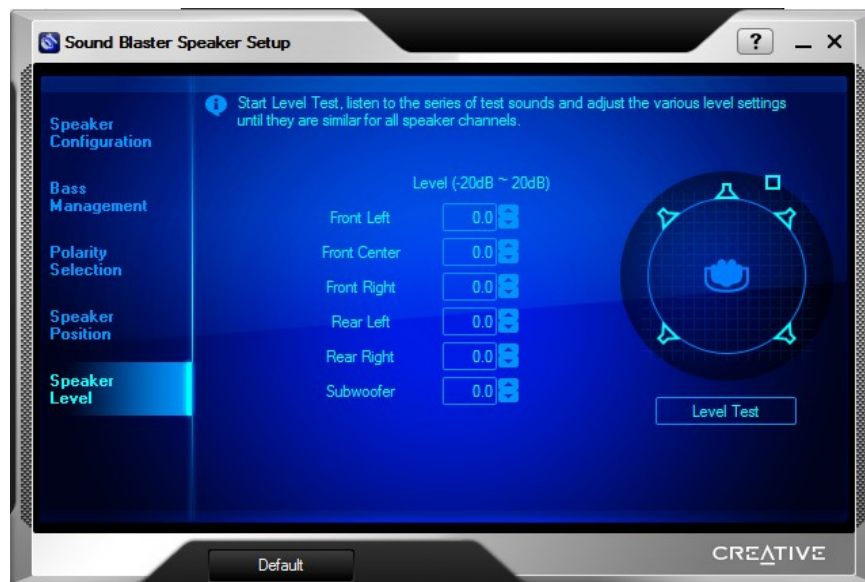 Sound Blaster Speaker Setup
?
Start Level Test, listen to the series of test sounds and adjust the various level settings
until they are similar for all speaker channels.
Speaker
Configuration
Bass
Management
Polarity
Selection
Speaker
Position
Speaker
Level
Level (-20dB ~ 20dB)
Front Left 0.0
Front Center 0.0
Front Right 0.0
Rear Left 0.0
Rear Right 0.0
Subwoofer 0.0
Level Test
Default
CREATIVE